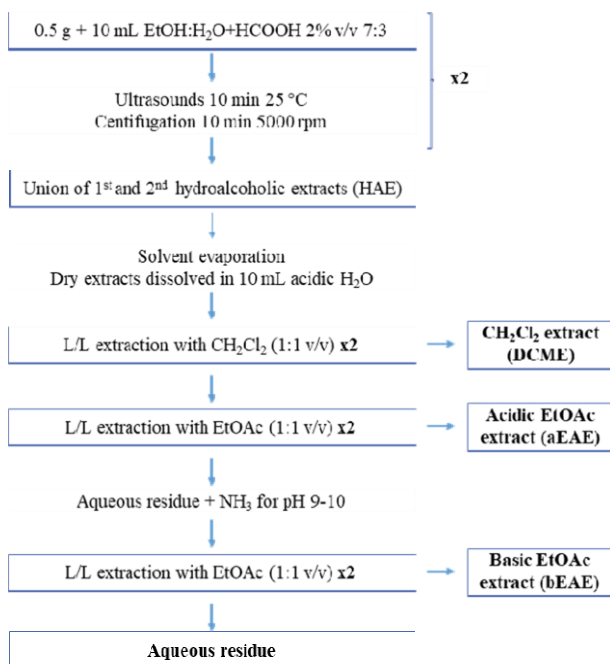 0.5 g + 10 mL EtOH:H₂O+HCOOH 2% v/v 7:3
x2
Ultrasounds 10 min 25 °C
Centifugation 10 min 5000 rpm
Union of 1st and 2nd hydroalcoholic extracts (HAE)
Solvent evaporation
Dry extracts dissolved in 10 mL acidic H₂O
L/L extraction with CH₂Cl₂ (1:1 v/v) x2
CH₂Cl₂ extract
(DCME)
L/L extraction with EtOAc (1:1 v/v) x2
Acidic EtOAc
extract (aEAE)
Aqueous residue + NH₃ for pH 9-10
L/L extraction with EtOAc (1:1 v/v) x2
Basic EtOAc
extract (bEAE)
Aqueous residue